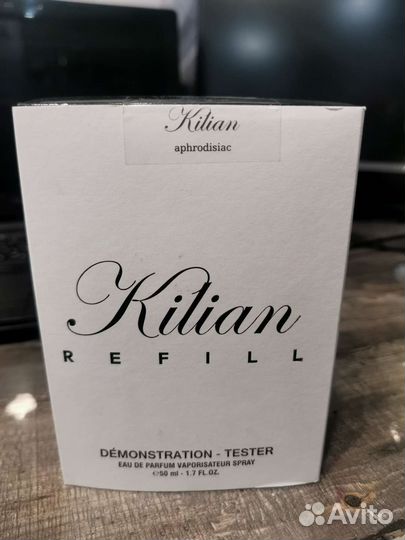 Kilian
aphrodisiac
Kilian
REFILL
DÉMONSTRATION - TESTER
EAU DE PARFUM VAPORISATEUR SPRAY
℮50 ml - 1.7 FL.OZ.
Avito